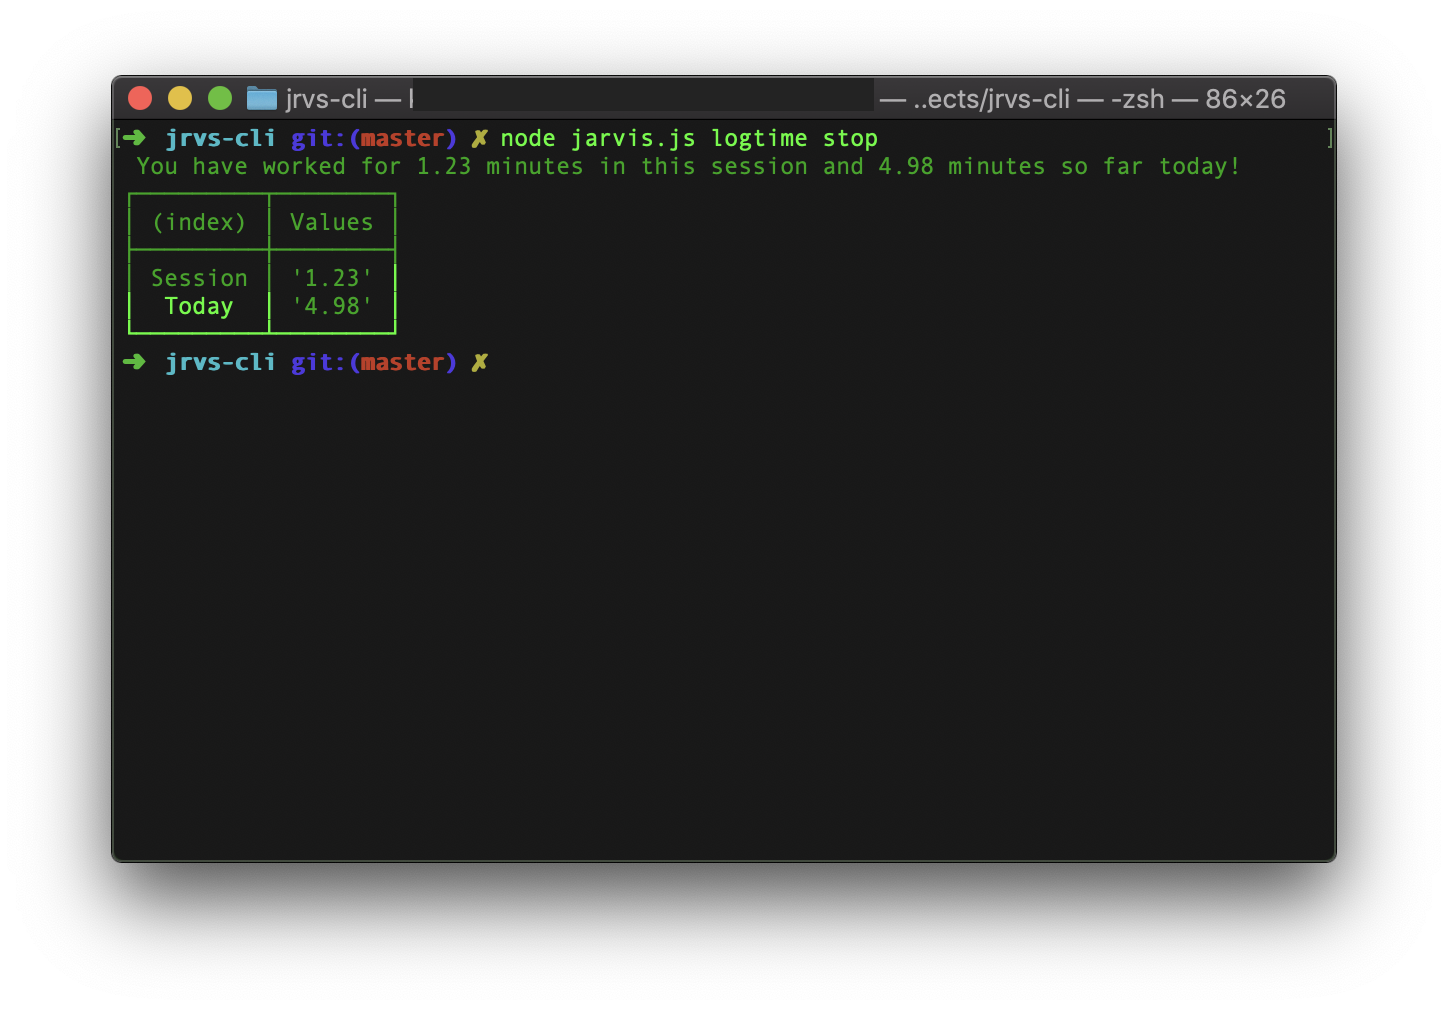 jrvs-cli — — ..ects/jrvs-cli — -zsh — 86×26
[➜ jrvs-cli git:(master) ✗ node jarvis.js logtime stop ]
You have worked for 1.23 minutes in this session and 4.98 minutes so far today!
(index) Values
Session '1.23'
Today '4.98'
➜ jrvs-cli git:(master) ✗